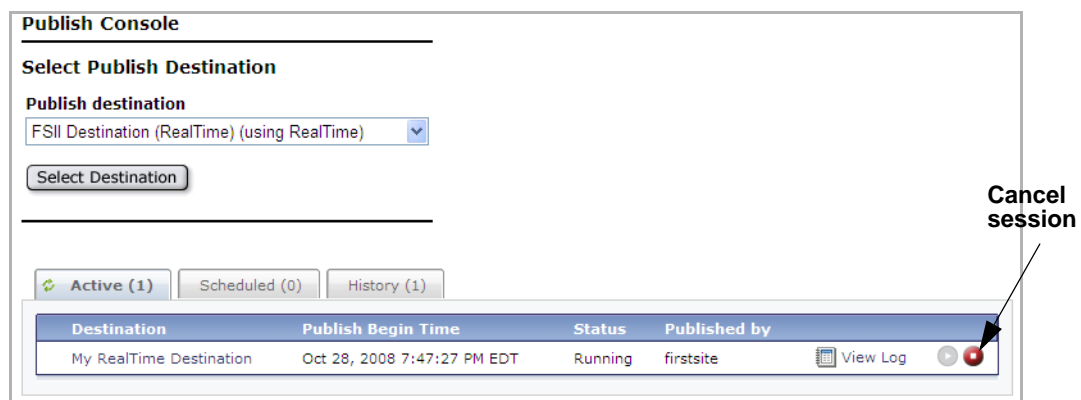 Publish Console
Select Publish Destination
Publish destination
FSII Destination (RealTime) (using RealTime)
Select Destination
Cancel
session
Active (1) Scheduled (0) History (1)
Destination Publish Begin Time Status Published by
My RealTime Destination Oct 28, 2008 7:47:27 PM EDT Running firstsite View Log